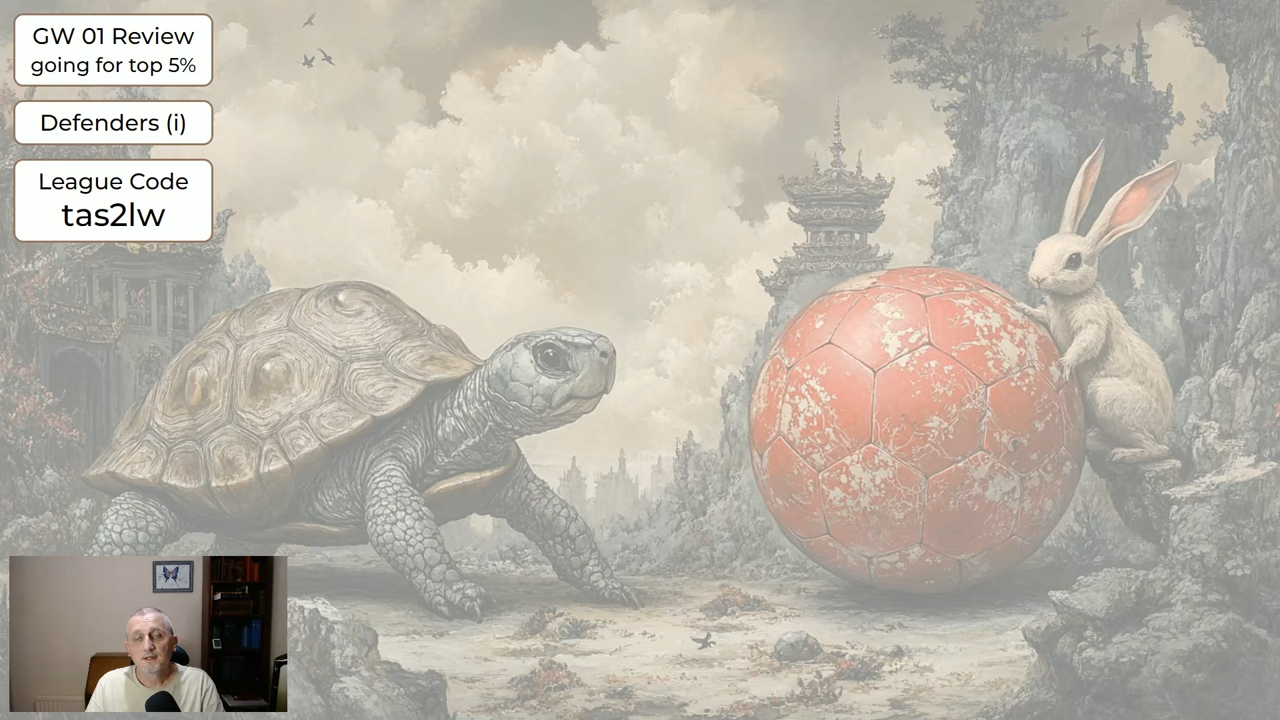 GW 01 Review
going for top 5%
Defenders (i)
League Code
tas2lw